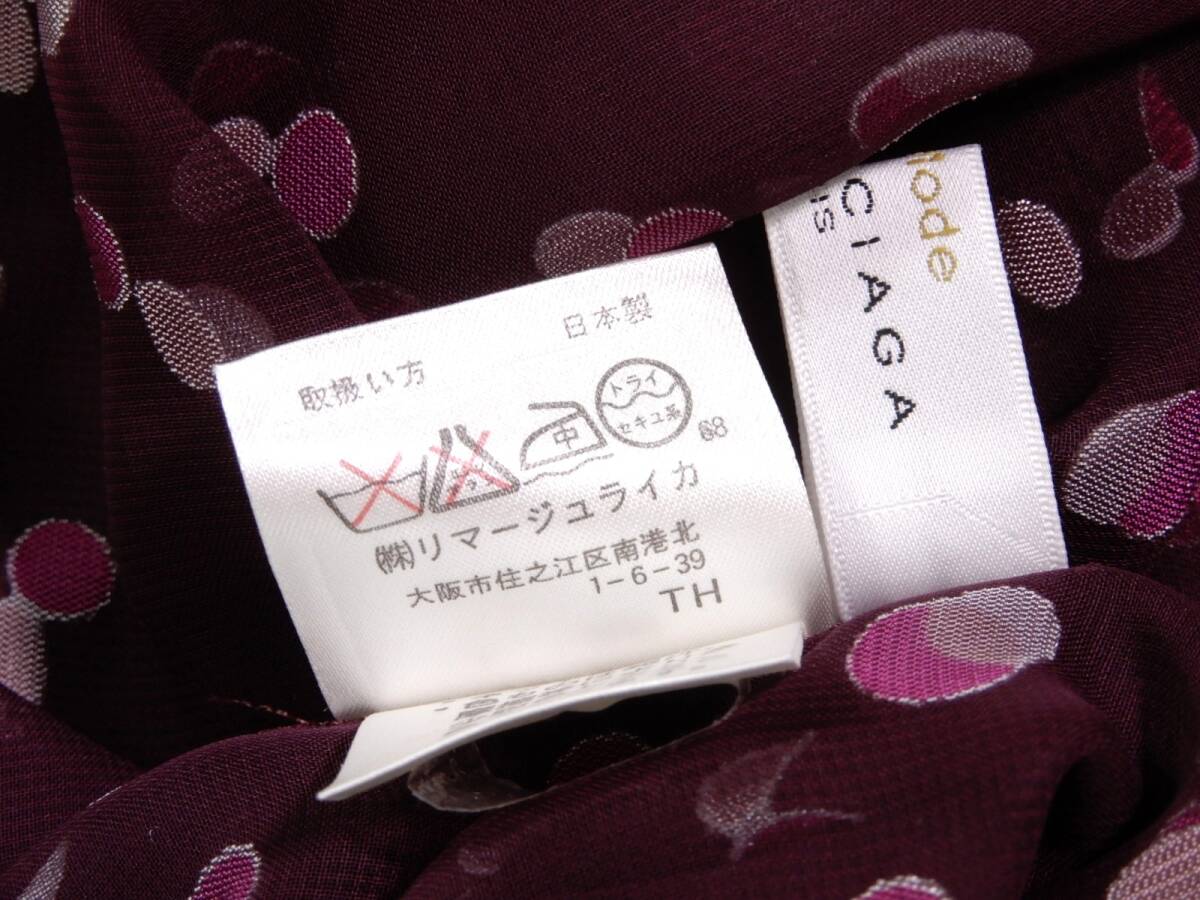 日本製
取扱い方
中
ドライ
セキユ系
68
(株)リマージュライカ
大阪市住之江区南港北
1-6-39
TH
Mode
CIAGA